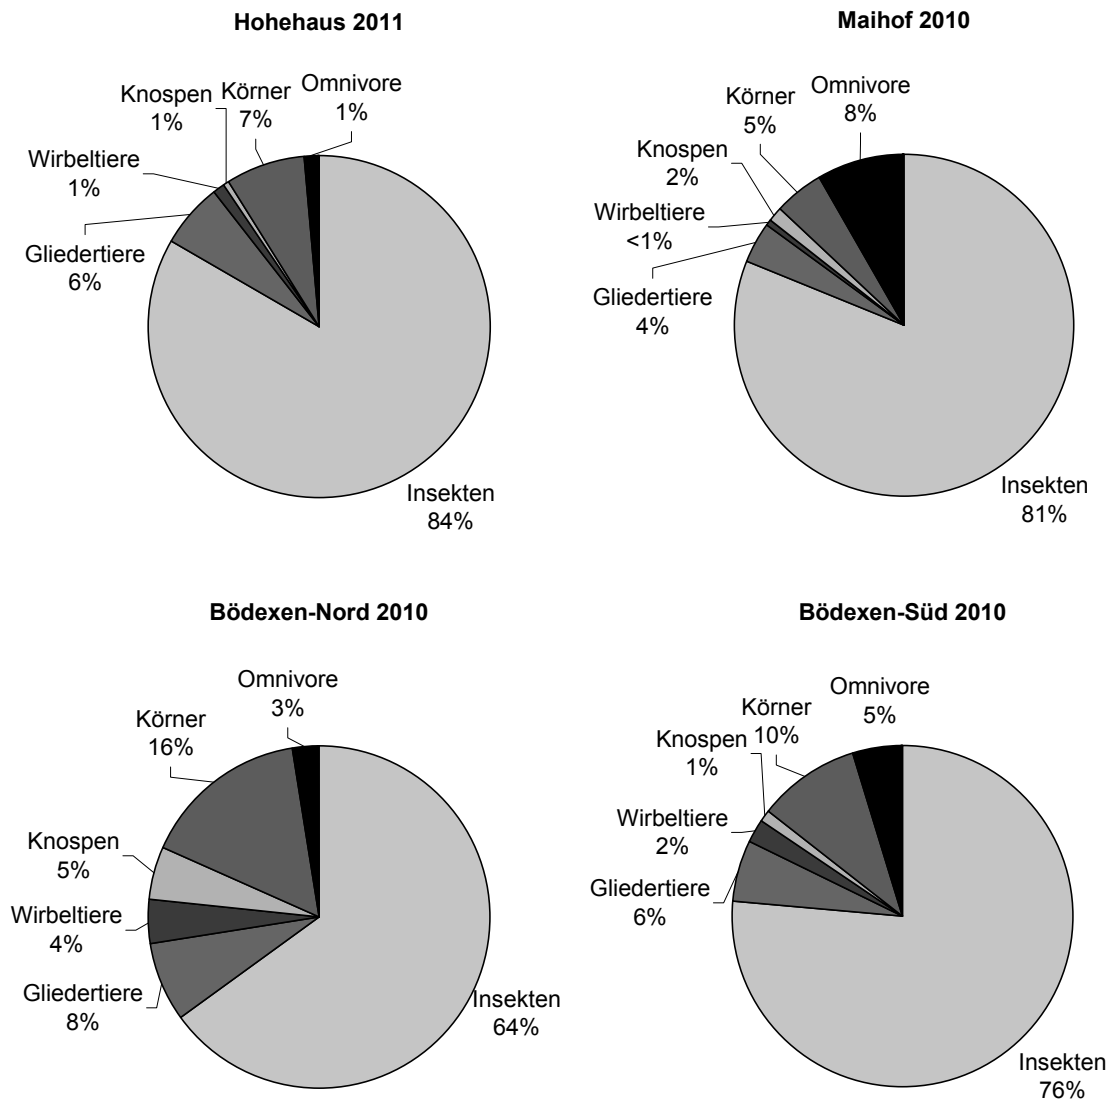 Hohehaus 2011
Omnivore
1%
Körner
7%
Knospen
1%
Wirbeltiere
1%
Gliedertiere
6%
Insekten
84%
Maihof 2010
Omnivore
8%
Körner
5%
Knospen
2%
Wirbeltiere
<1%
Gliedertiere
4%
Insekten
81%
Bödexen-Nord 2010
Omnivore
3%
Körner
16%
Knospen
5%
Wirbeltiere
4%
Gliedertiere
8%
Insekten
64%
Bödexen-Süd 2010
Omnivore
5%
Körner
10%
Knospen
1%
Wirbeltiere
2%
Gliedertiere
6%
Insekten
76%